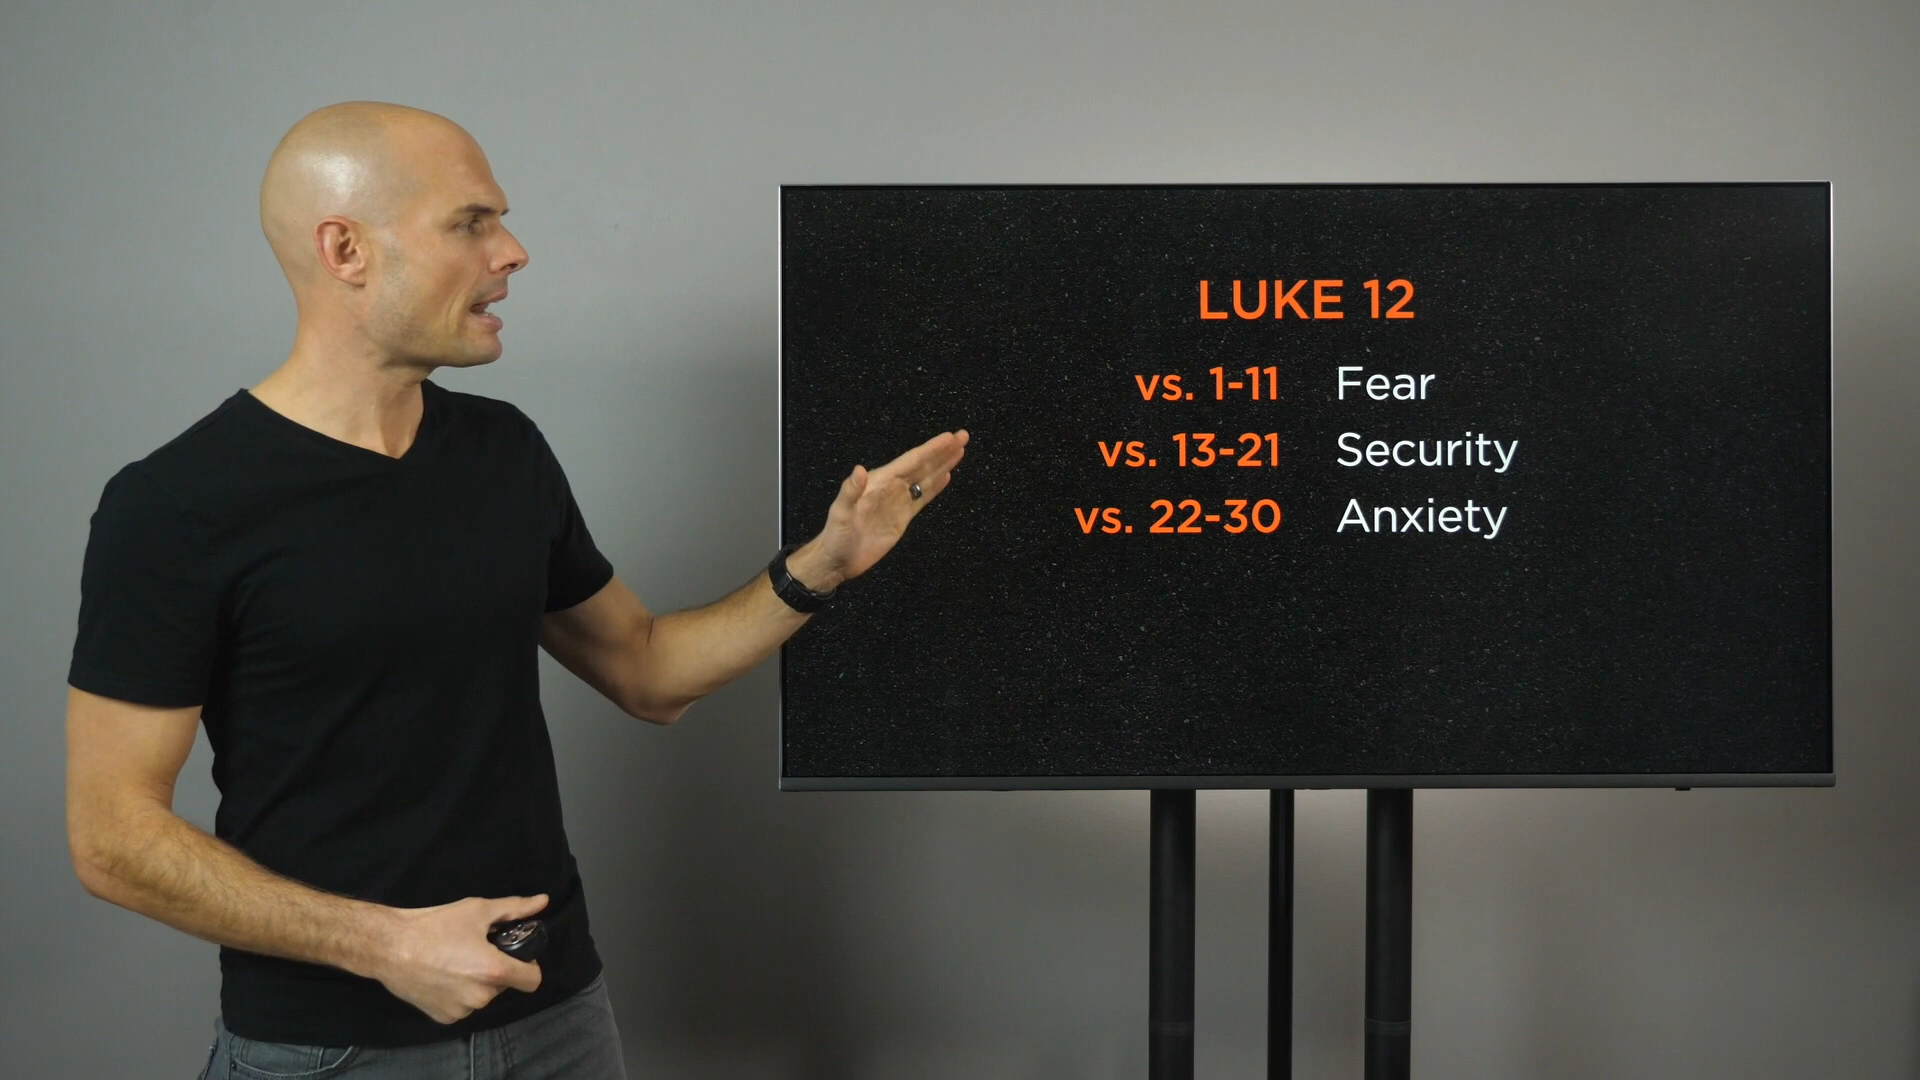 LUKE 12
vs. 1-11 Fear
vs. 13-21 Security
vs. 22-30 Anxiety